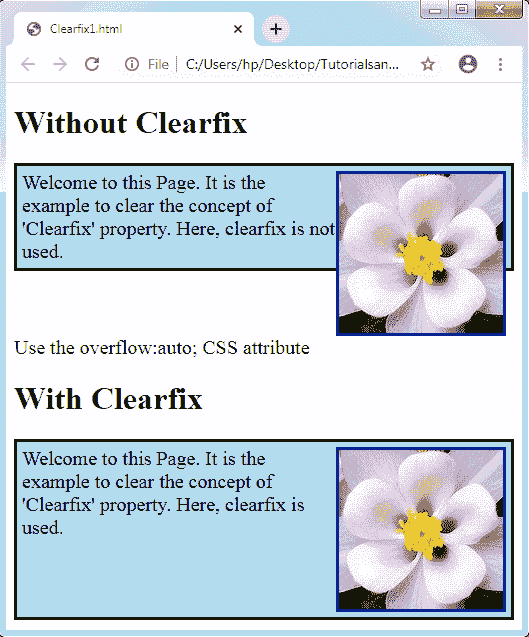 Clearfix1.html
File
C:/Users/hp/Desktop/Tutorialsan...
Without Clearfix
Welcome to this Page. It is the
example to clear the concept of
'Clearfix' property. Here, clearfix is not
used.
Use the overflow:auto; CSS attribute
With Clearfix
Welcome to this Page. It is the
example to clear the concept of
'Clearfix' property. Here, clearfix is
used.